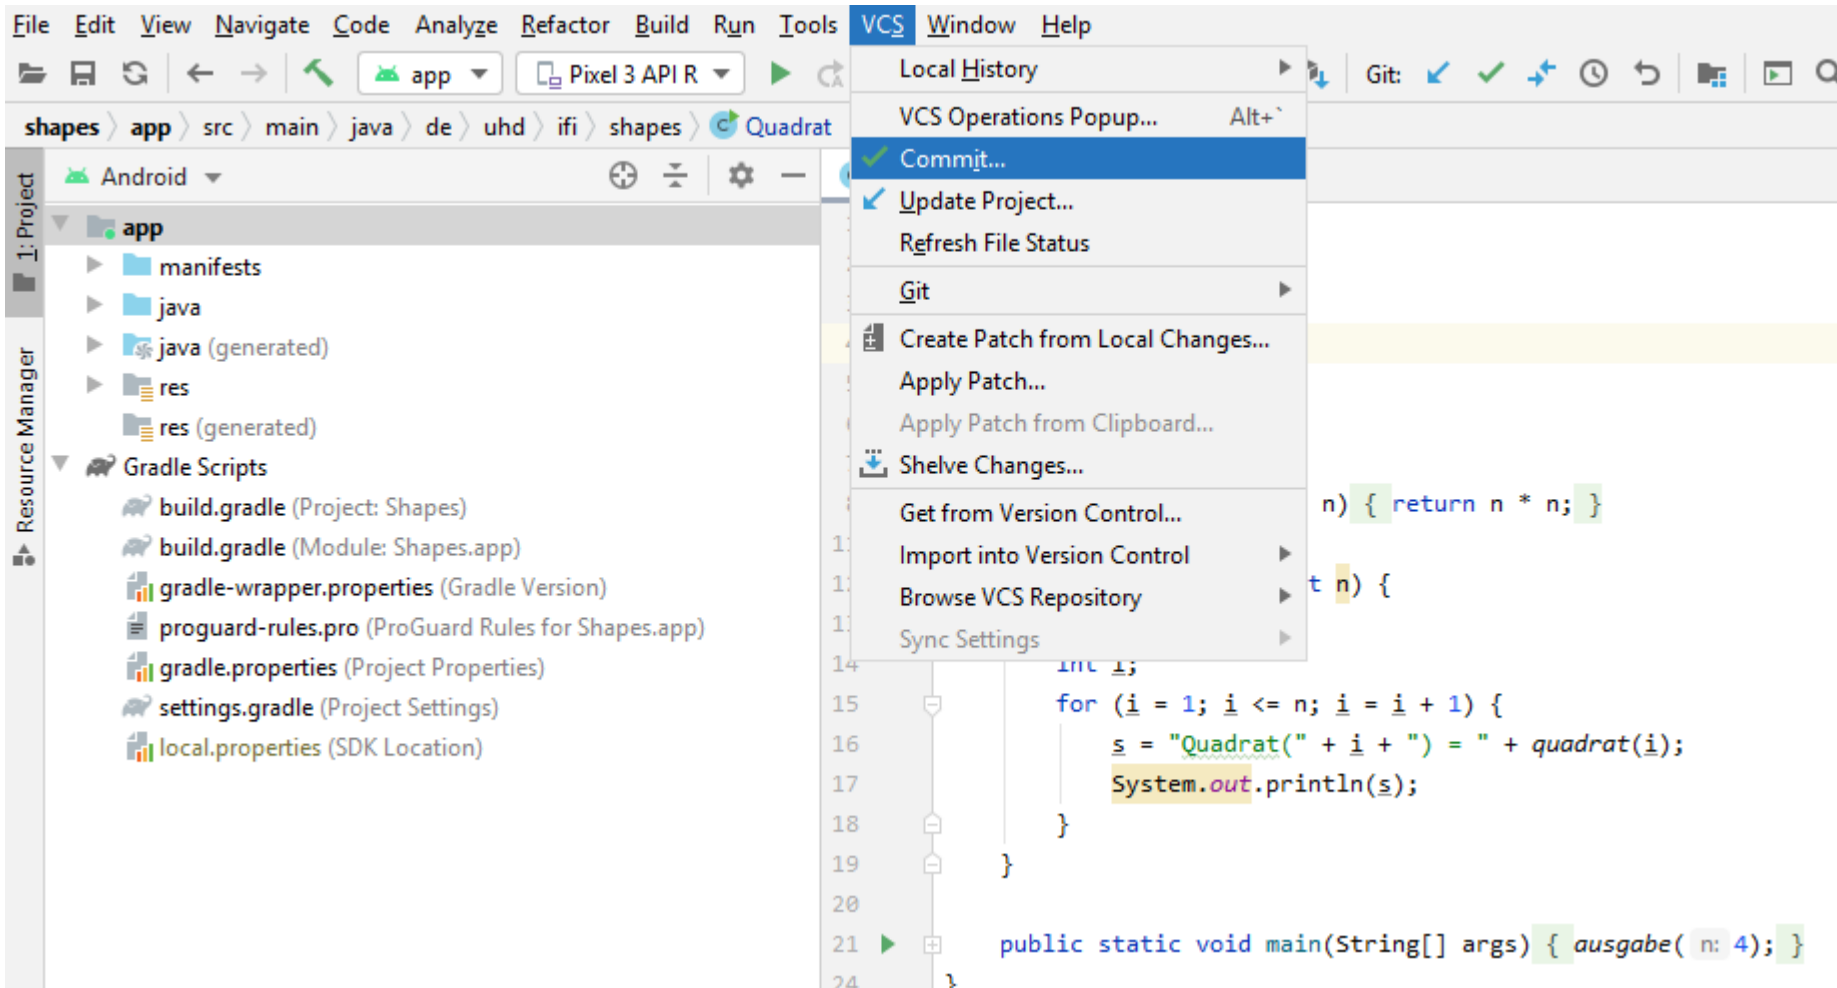 File Edit View Navigate Code Analyze Refactor Build Run Tools VCS Window Help
app Pixel 3 API R Git:
shapes app src main java de uhd ifi shapes Quadrat
1: Project
Resource Manager
Android
app
manifests
java
java (generated)
res
res (generated)
Gradle Scripts
build.gradle (Project: Shapes)
build.gradle (Module: Shapes.app)
gradle-wrapper.properties (Gradle Version)
proguard-rules.pro (ProGuard Rules for Shapes.app)
gradle.properties (Project Properties)
settings.gradle (Project Settings)
local.properties (SDK Location)
Local History
VCS Operations Popup... Alt+`
Commit...
Update Project...
Refresh File Status
Git
Create Patch from Local Changes...
Apply Patch...
Apply Patch from Clipboard...
Shelve Changes...
Get from Version Control...
Import into Version Control
Browse VCS Repository
Sync Settings
n) { return n * n; }
t n) {
14 int i;
15 for (i = 1; i <= n; i = i + 1) {
16 s = "Quadrat(" + i + ") = " + quadrat(i);
17 System.out.println(s);
18 }
19 }
20
21 public static void main(String[] args) { ausgabe( n: 4); }
24 }